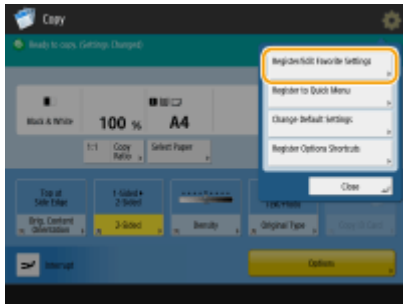 Copy
Ready to copy. (Settings Changed)
Register/Edit Favorite Settings
Register to Quick Menu
Change Default Settings
Register Options Shortcuts
Close
Black & White
100 %
A4
1:1 Copy Ratio
Select Paper
Top at Side Edge
Orig. Content Orientation
1-Sided▸2-Sided
2-Sided
Density
Original Type
Interrupt
Options